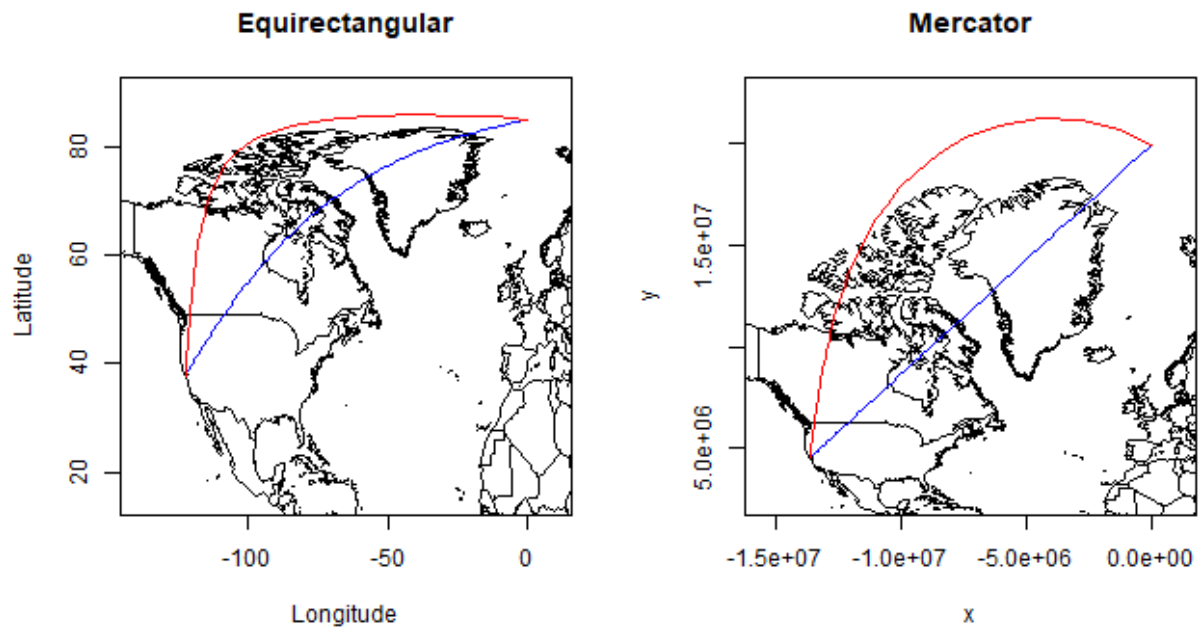 Equirectangular
Latitude
80
60
40
20
-100 -50 0
Longitude
Mercator
y
1.5e+07
5.0e+06
-1.5e+07 -1.0e+07 -5.0e+06 0.0e+00
x